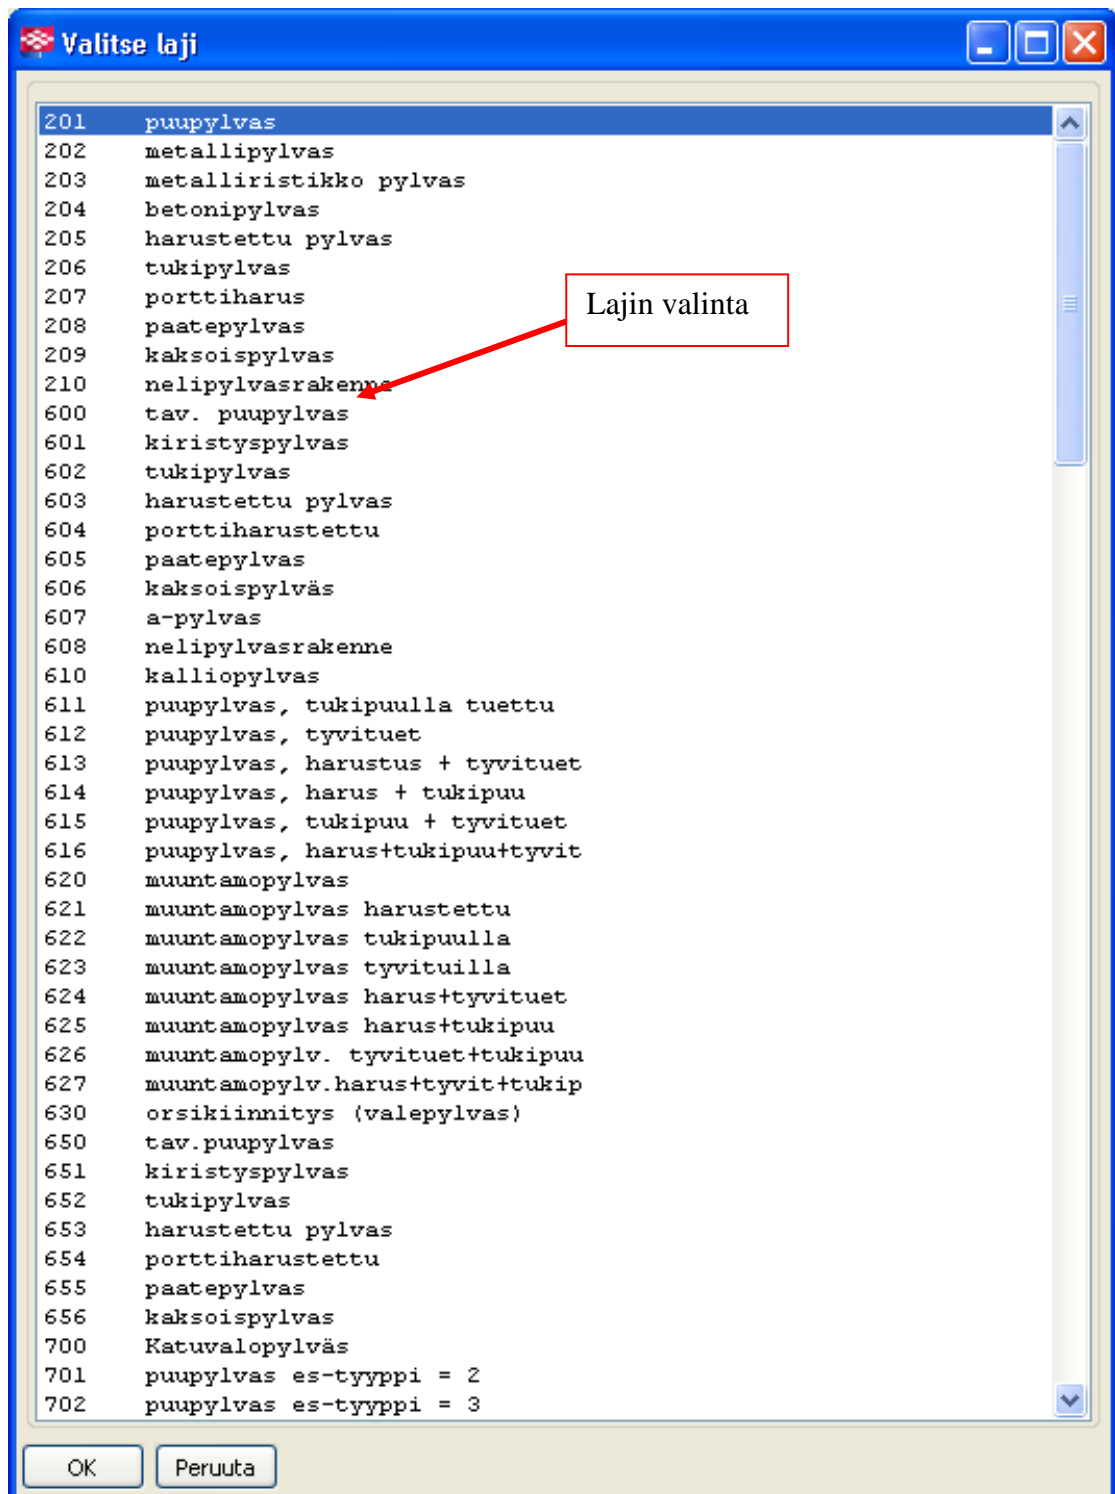 Valitse laji
201 puupylvas
202 metallipylvas
203 metalliristikko pylvas
204 betonipylvas
205 harustettu pylvas
206 tukipylvas
207 porttiharus
Lajin valinta
208 paatepylvas
209 kaksoispylvas
210 nelipylvasrakenne
600 tav. puupylvas
601 kiristyspylvas
602 tukipylvas
603 harustettu pylvas
604 porttiharustettu
605 paatepylvas
606 kaksoispylväs
607 a-pylvas
608 nelipylvasrakenne
610 kalliopylvas
611 puupylvas, tukipuulla tuettu
612 puupylvas, tyvituet
613 puupylvas, harustus + tyvituet
614 puupylvas, harus + tukipuu
615 puupylvas, tukipuu + tyvituet
616 puupylvas, harus+tukipuu+tyvit
620 muuntamopylvas
621 muuntamopylvas harustettu
622 muuntamopylvas tukipuulla
623 muuntamopylvas tyvituilla
624 muuntamopylvas harus+tyvituet
625 muuntamopylvas harus+tukipuu
626 muuntamopylv. tyvituet+tukipuu
627 muuntamopylv.harus+tyvit+tukip
630 orsikiinnitys (valepylvas)
650 tav.puupylvas
651 kiristyspylvas
652 tukipylvas
653 harustettu pylvas
654 porttiharustettu
655 paatepylvas
656 kaksoispylvas
700 Katuvalopylväs
701 puupylvas es-tyyppi = 2
702 puupylvas es-tyyppi = 3
OK Peruuta